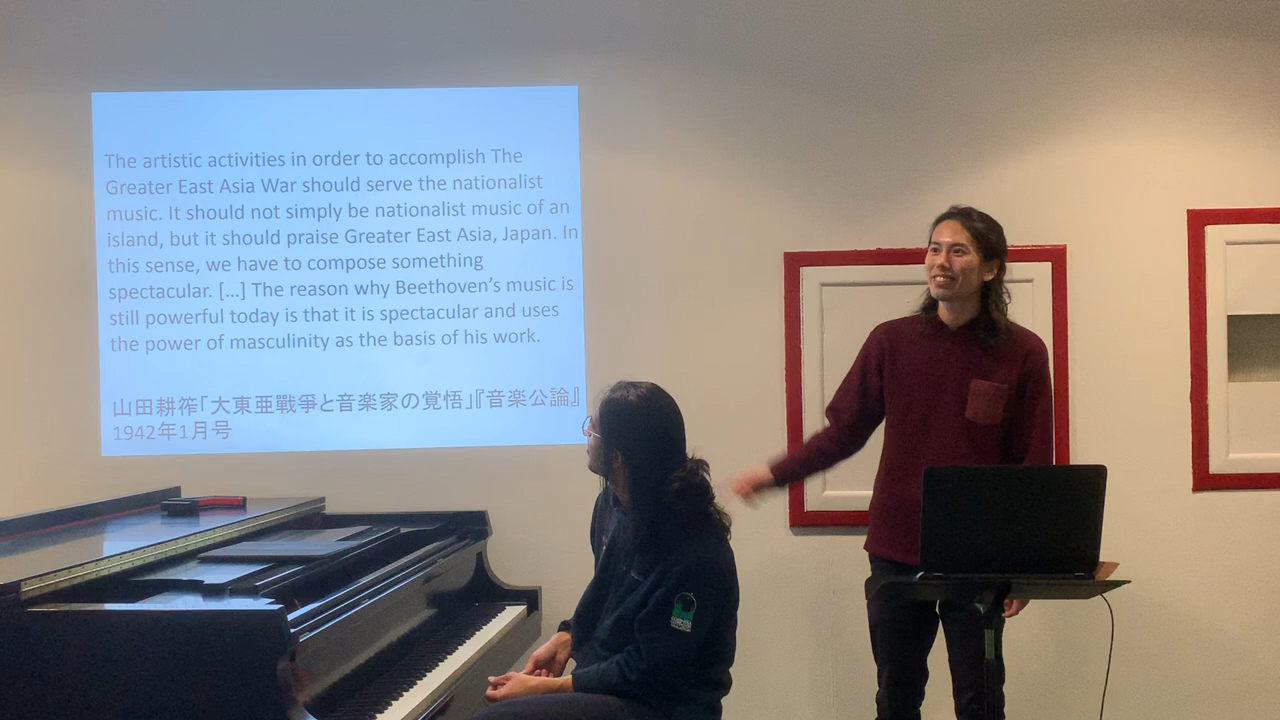 The artistic activities in order to accomplish The
Greater East Asia War should serve the nationalist
music. It should not simply be nationalist music of an
island, but it should praise Greater East Asia, Japan. In
this sense, we have to compose something
spectacular. [...] The reason why Beethoven's music is
still powerful today is that it is spectacular and uses
the power of masculinity as the basis of his work.
山田耕筰「大東亜戰爭と音楽家の覚悟」『音楽公論』
1942年1月号